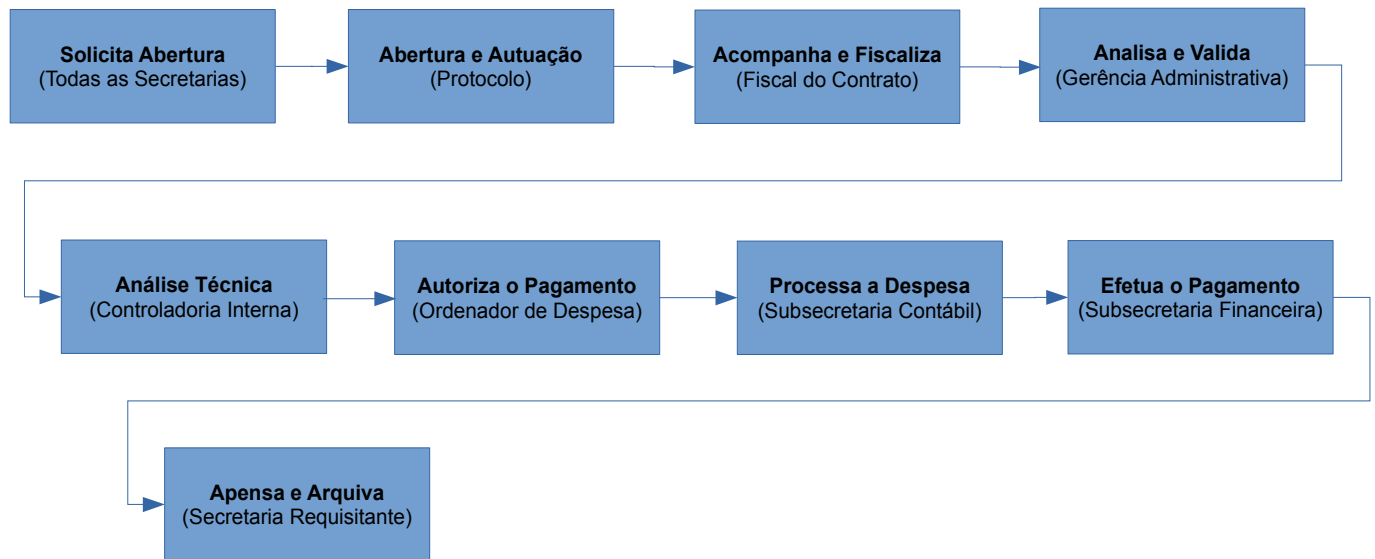 Solicita Abertura
(Todas as Secretarias)
Abertura e Autuação
(Protocolo)
Acompanha e Fiscaliza
(Fiscal do Contrato)
Analisa e Valida
(Gerência Administrativa)
Análise Técnica
(Controladoria Interna)
Autoriza o Pagamento
(Ordenador de Despesa)
Processa a Despesa
(Subsecretaria Contábil)
Efetua o Pagamento
(Subsecretaria Financeira)
Apensa e Arquiva
(Secretaria Requisitante)